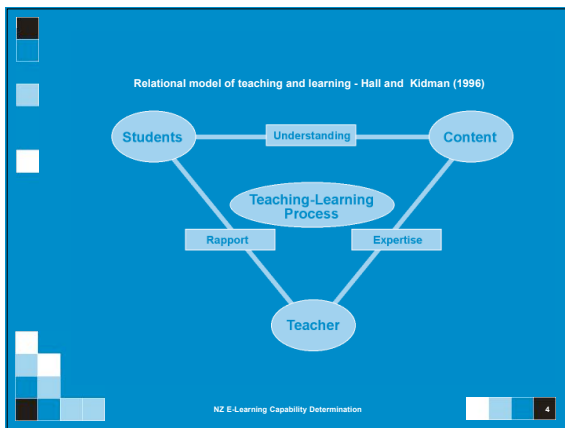 Relational model of teaching and learning - Hall and Kidman (1996)
Students
Understanding
Content
Teaching-Learning
Process
Rapport
Expertise
Teacher
NZ E-Learning Capability Determination
4